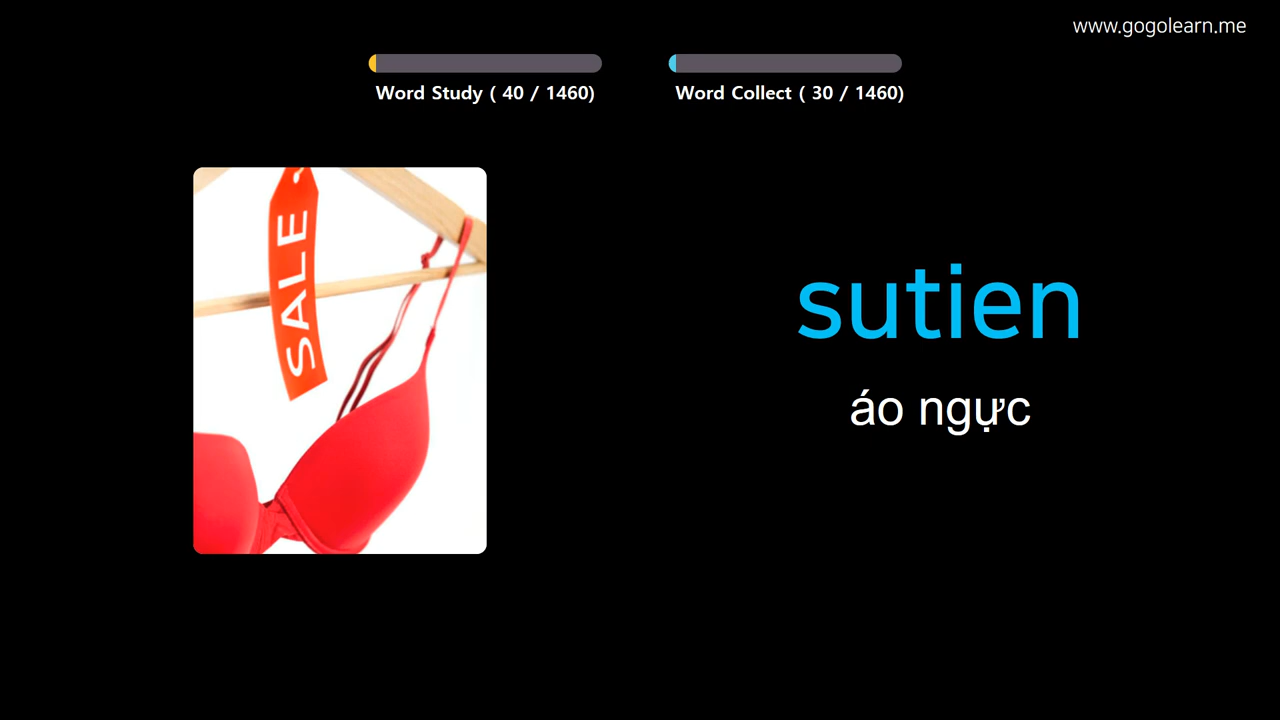 www.gogolearn.me
Word Study ( 40 / 1460)
Word Collect ( 30 / 1460)
SALE
sutien
áo ngực